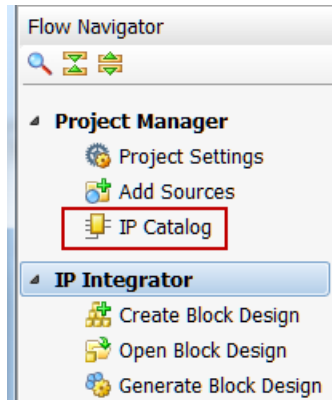 Flow Navigator
Project Manager
Project Settings
Add Sources
IP Catalog
IP Integrator
Create Block Design
Open Block Design
Generate Block Design